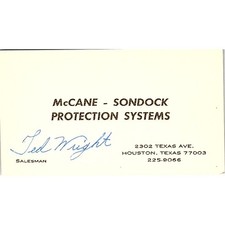 McCANE - SONDOCK
PROTECTION SYSTEMS
Ted Wright
SALESMAN
2302 TEXAS AVE.
HOUSTON, TEXAS 77003
225-8066